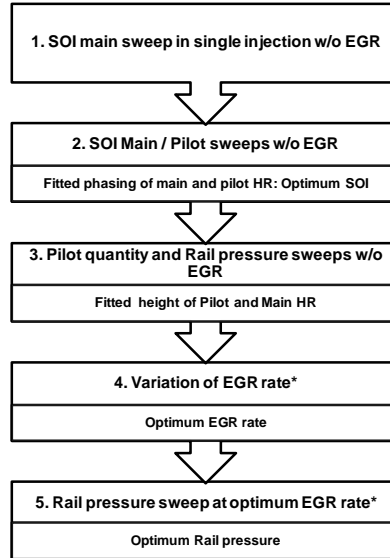 1. SOI main sweep in single injection w/o EGR
2. SOI Main / Pilot sweeps w/o EGR
Fitted phasing of main and pilot HR: Optimum SOI
3. Pilot quantity and Rail pressure sweeps w/o
EGR
Fitted height of Pilot and Main HR
4. Variation of EGR rate*
Optimum EGR rate
5. Rail pressure sweep at optimum EGR rate*
Optimum Rail pressure